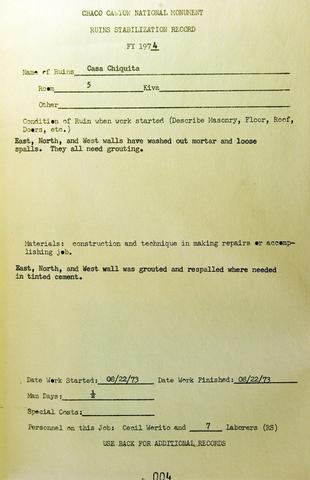 CHACO CANYON NATIONAL MONUMENT
RUINS STABILIZATION RECORD
FY 1974
Name of Ruins Casa Chiquita
Room 5 Kiva
Other
Condition of Ruin when work started (Describe Masonry, Floor, Roof,
Doors, etc.)
East, North, and West walls have washed out mortar and loose
spalls. They all need grouting.
Materials: construction and technique in making repairs or accomp-
lishing job.
East, North, and West wall was grouted and respalled where needed
in tinted cement.
Date Work Started: 08/22/73 Date Work Finished: 08/22/73
Man Days: ½
Special Costs:
Personnel on this Job: Cecil Werito and 7 Laborers (RS)
USE BACK FOR ADDITIONAL RECORDS
004